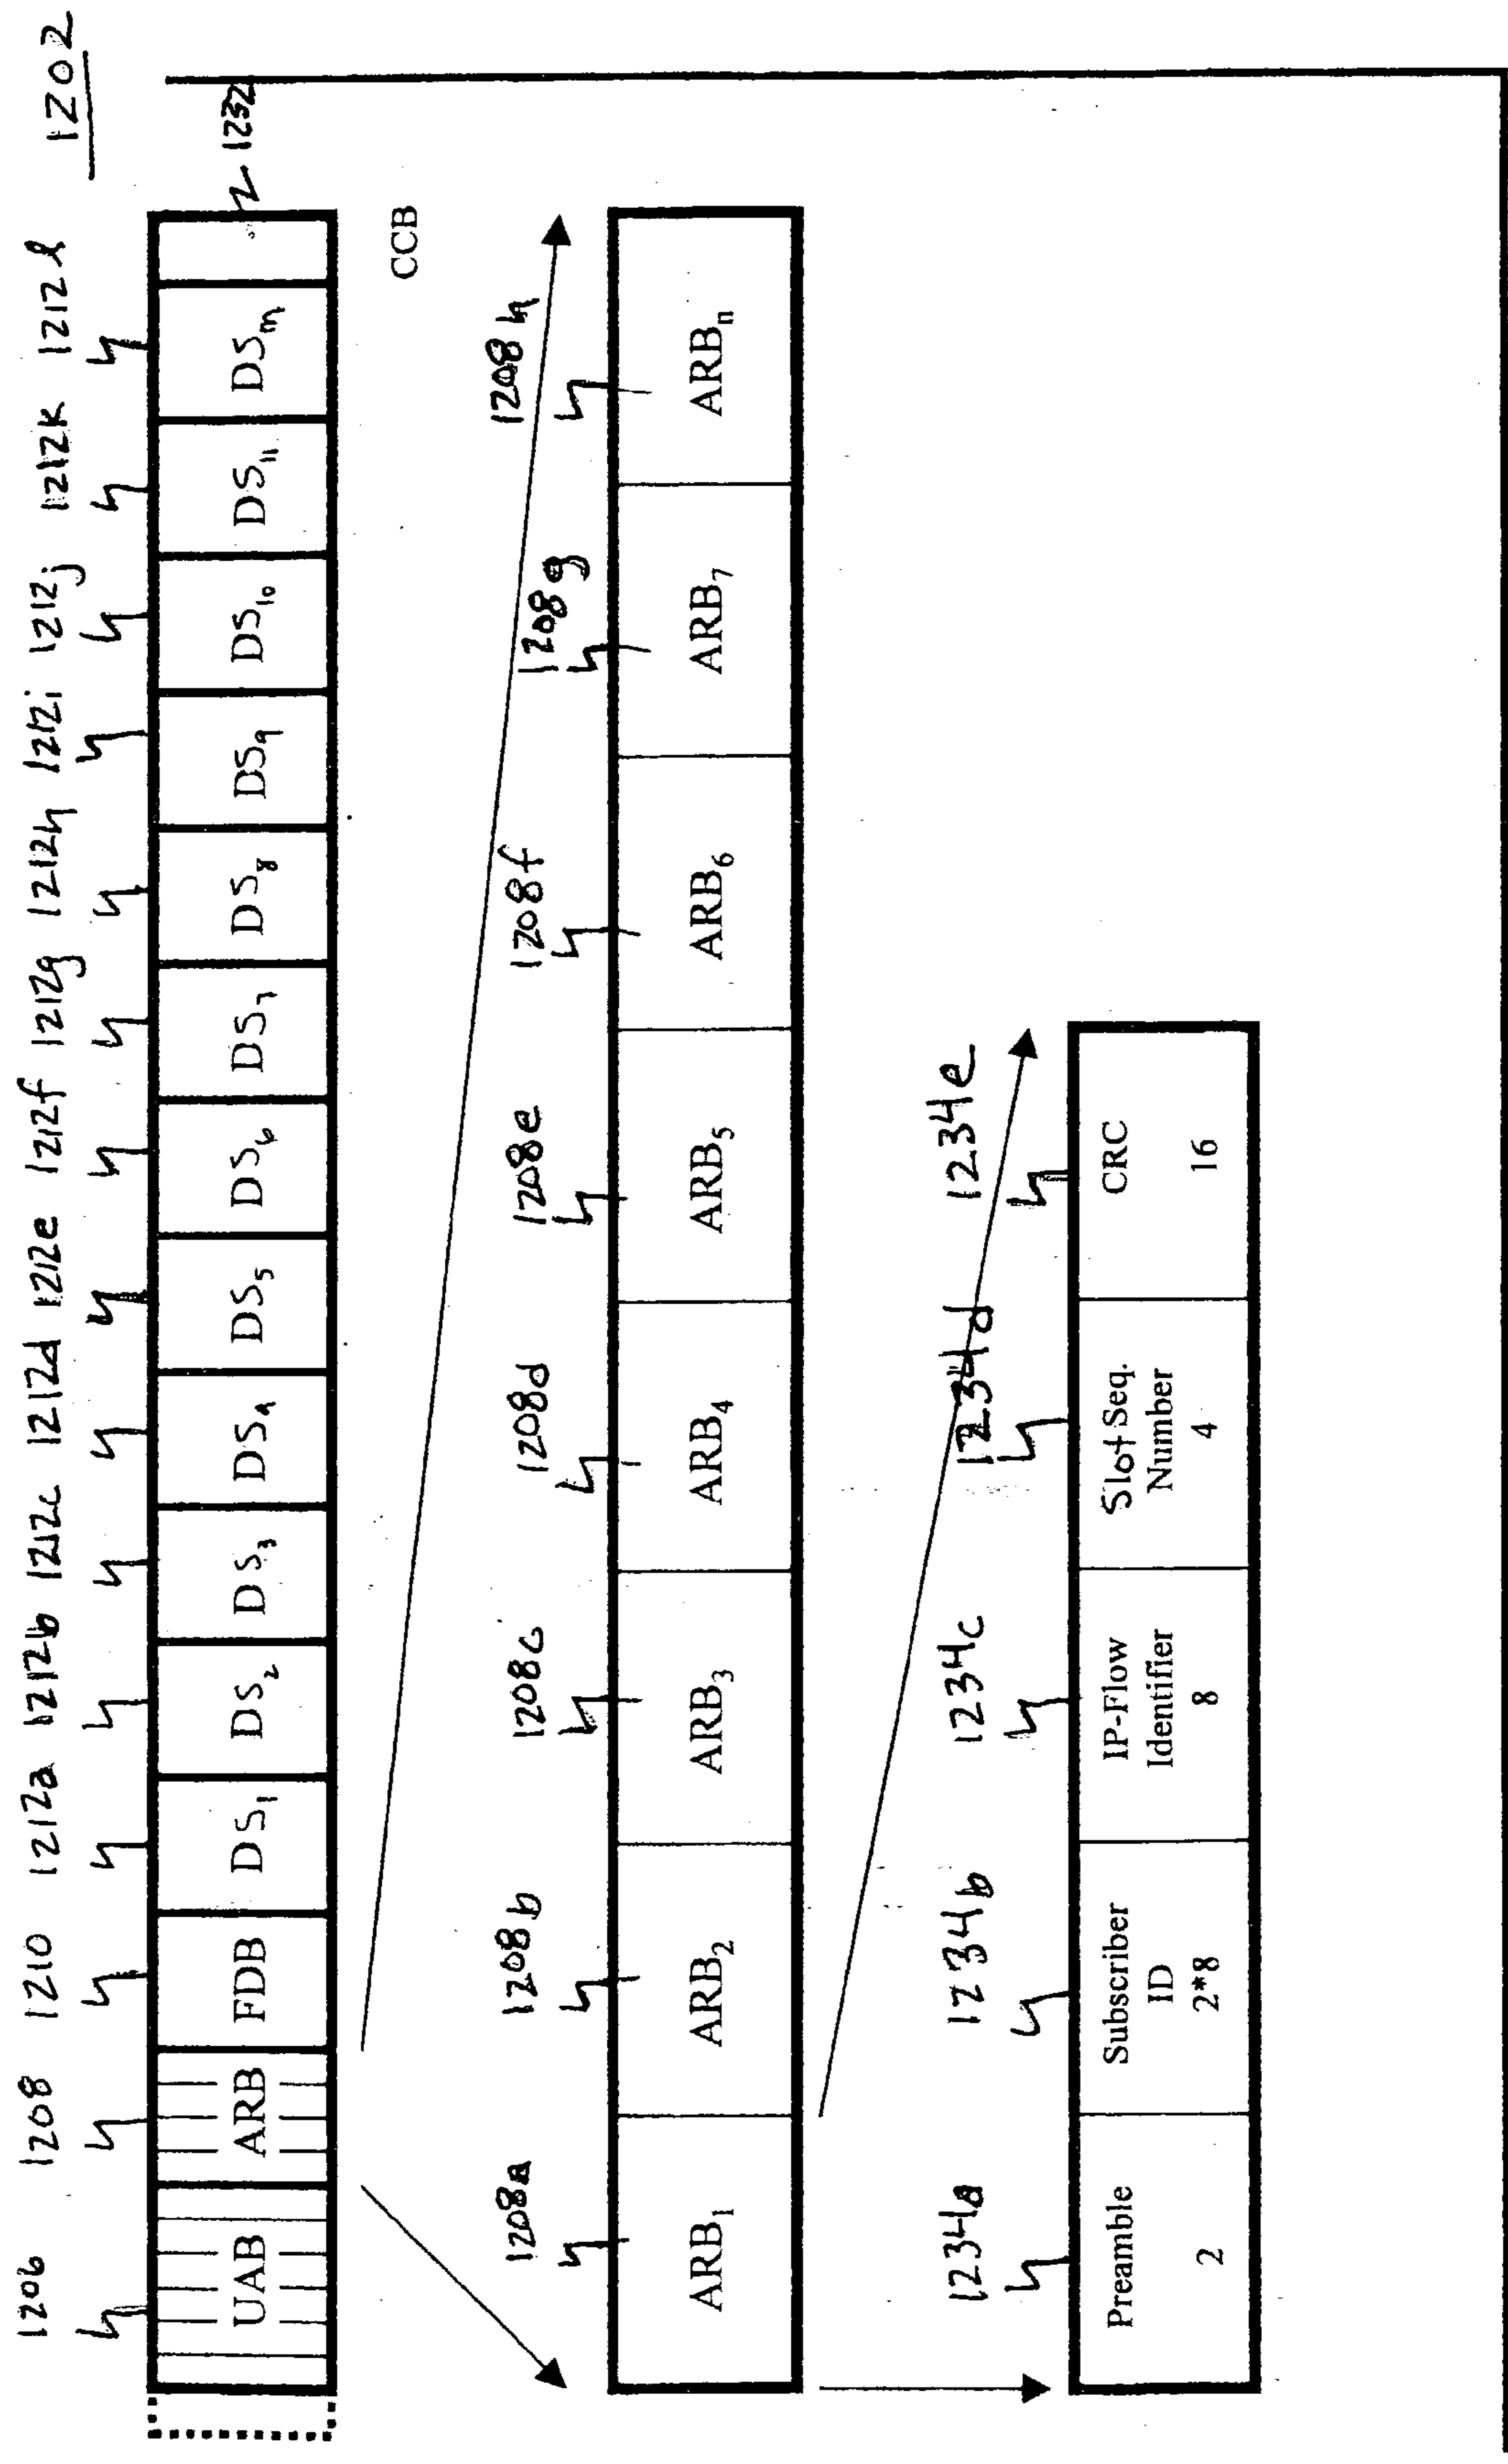 1202
1206 1208 1210 1212a 1212b 1212c 1212d 1212e 1212f 1212g 1212h 1212i 1212j 1212k 1212l
UAB ARB FDB DS1 DS2 DS3 DS4 DS5 DS6 DS7 DS8 DS9 DS10 DS11 DSm
1232
CCB
1208a 1208b 1208c 1208d 1208e 1208f 1208g 1208h
ARB1 ARB2 ARB3 ARB4 ARB5 ARB6 ARB7 ARBn
1234a 1234b 1234c 1234d 1234e
Preamble Subscriber IP-Flow Slot Seq. CRC
ID Identifier Number
2 2*8 8 4 16